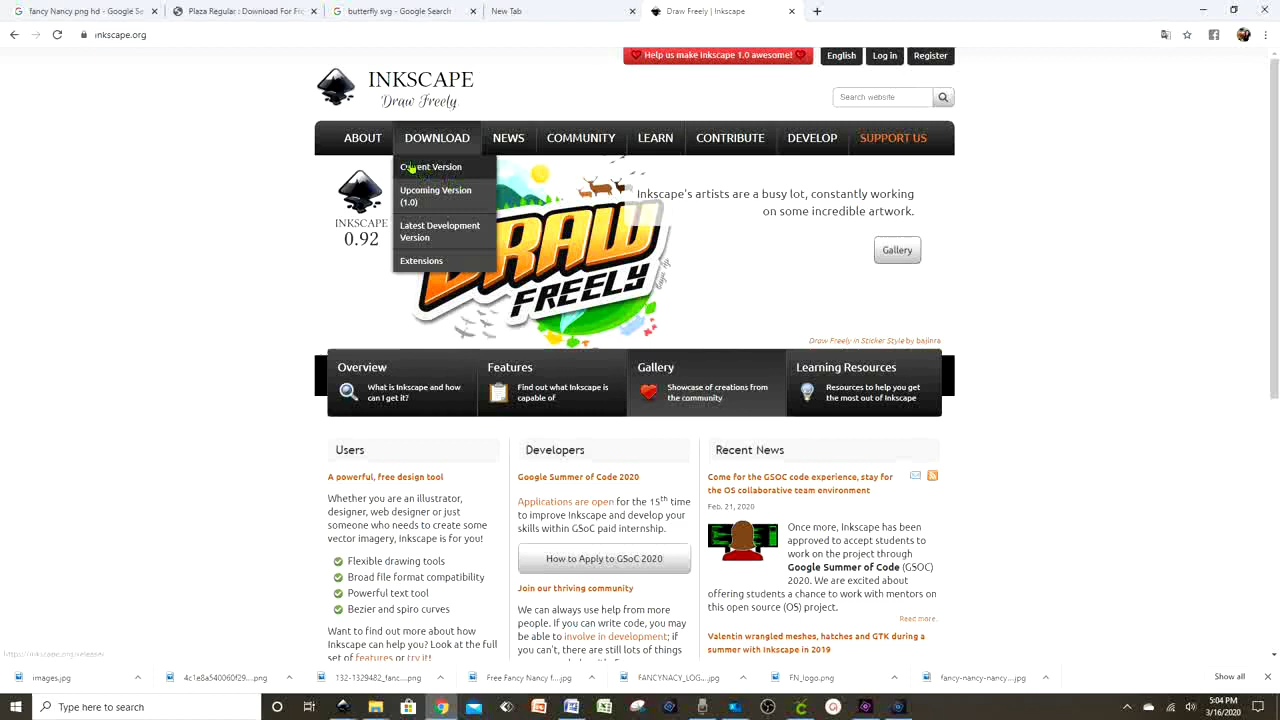 fancy Nancy png hd - Google Se
Plaza Regular : Download For Fre
butterfly svg - Google Search
New Tab
Draw Freely | Inkscape
inkscape.org
Help us make Inkscape 1.0 awesome!
English
Log in
Register
INKSCAPE
Draw Freely.
Search website
ABOUT
DOWNLOAD
NEWS
COMMUNITY
LEARN
CONTRIBUTE
DEVELOP
SUPPORT US
Current Version
Upcoming Version
(1.0)
Latest Development
Version
Extensions
INKSCAPE
0.92
DRAW
FREELY
Inkscape's artists are a busy lot, constantly working
on some incredible artwork.
Gallery
Draw Freely in Sticker Style by bajinra
Overview
What is Inkscape and how
can I get it?
Features
Find out what Inkscape is
capable of
Gallery
Showcase of creations from
the community
Learning Resources
Resources to help you get
the most out of Inkscape
Users
A powerful, free design tool
Whether you are an illustrator,
designer, web designer or just
someone who needs to create some
vector imagery, Inkscape is for you!
Flexible drawing tools
Broad file format compatibility
Powerful text tool
Bezier and spiro curves
Want to find out more about how
Inkscape can help you? Look at the full
set of features or try it!
Developers
Google Summer of Code 2020
Applications are open for the 15th time
to improve Inkscape and develop your
skills within GSoC paid internship.
How to Apply to GSoC 2020
Join our thriving community
We can always use help from more
people. If you can write code, you may
be able to involve in development; if
you can't, there are still lots of things
Recent News
Come for the GSOC code experience, stay for
the OS collaborative team environment
Feb. 21, 2020
Once more, Inkscape has been
approved to accept students to
work on the project through
Google Summer of Code (GSOC)
2020. We are excited about
offering students a chance to work with mentors on
this open source (OS) project.
Read more.
Valentin wrangled meshes, hatches and GTK during a
summer with Inkscape in 2019
https://inkscape.org/release/
images.jpg
4c1e8a540060f29....png
132-1329482_fanc....png
Free Fancy Nancy f....jpg
FANCYNACY_LOG....jpg
FN_logo.png
fancy-nancy-nancy....jpg
Show all
Type here to search
5:04 PM
3/16/2020